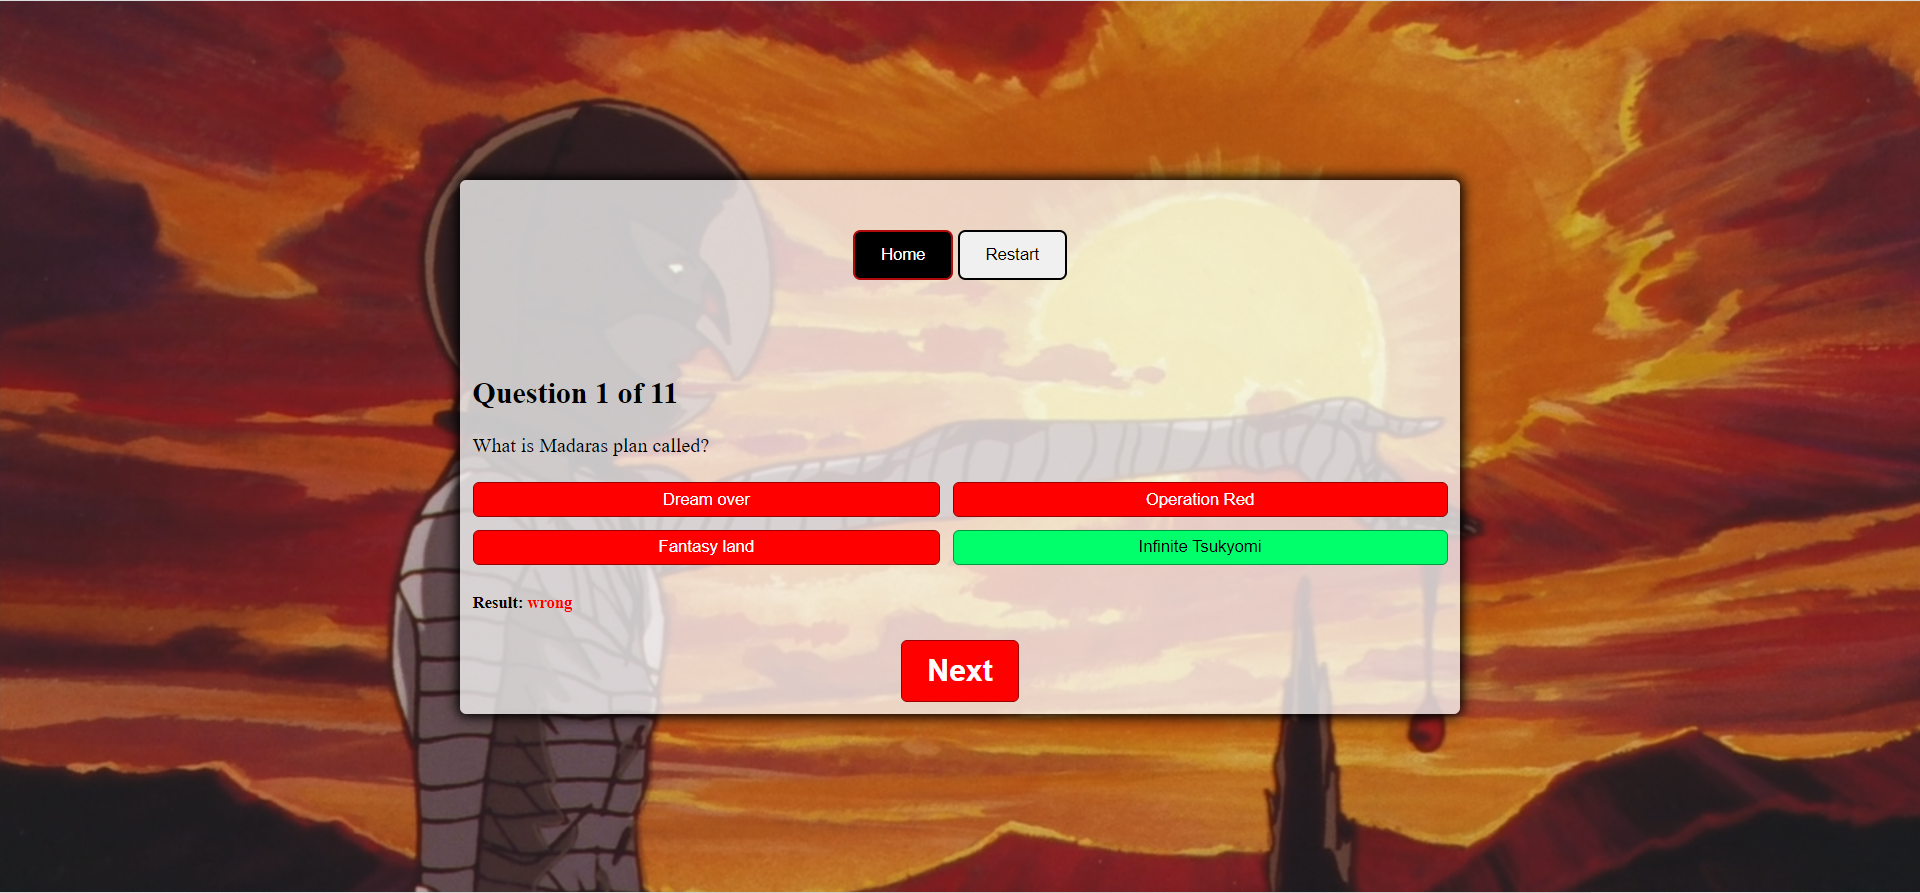 Home Restart
Question 1 of 11
What is Madaras plan called?
Dream over Operation Red
Fantasy land Infinite Tsukyomi
Result: wrong
Next